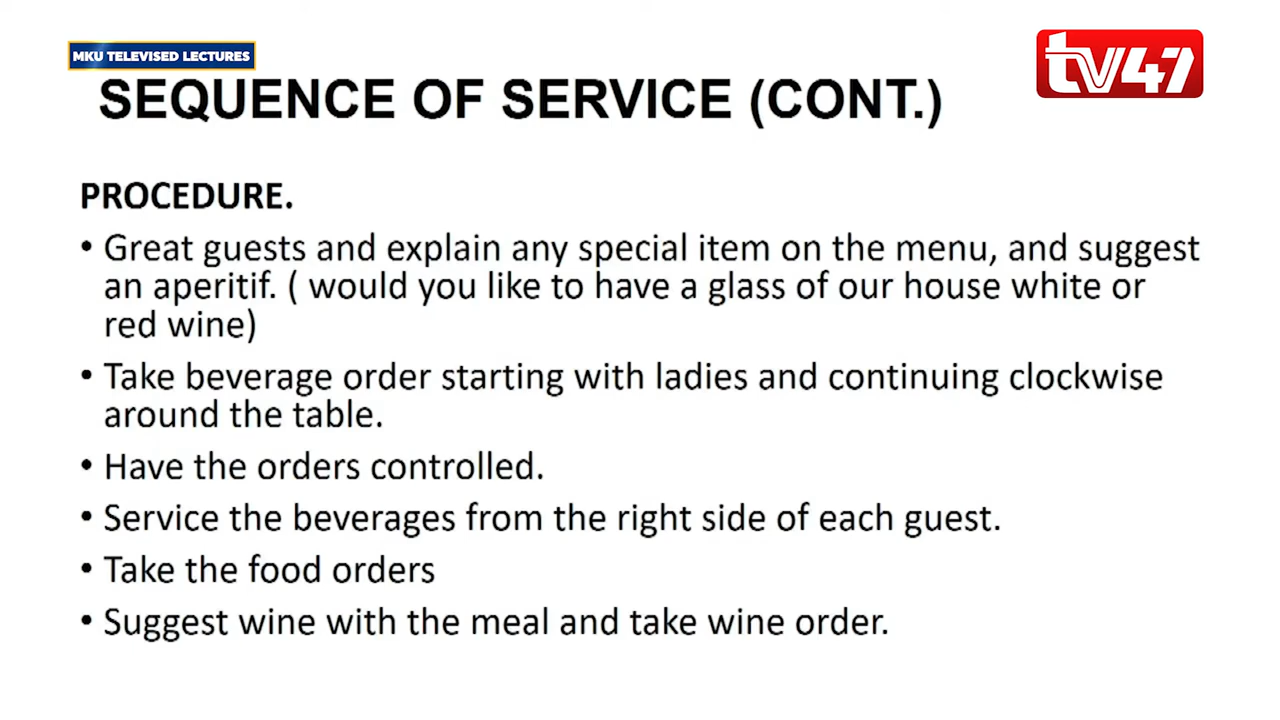 MKU TELEVISED LECTURES
tv47
SEQUENCE OF SERVICE (CONT.)
PROCEDURE.
• Great guests and explain any special item on the menu, and suggest
an aperitif. ( would you like to have a glass of our house white or
red wine)
• Take beverage order starting with ladies and continuing clockwise
around the table.
• Have the orders controlled.
• Service the beverages from the right side of each guest.
• Take the food orders
• Suggest wine with the meal and take wine order.